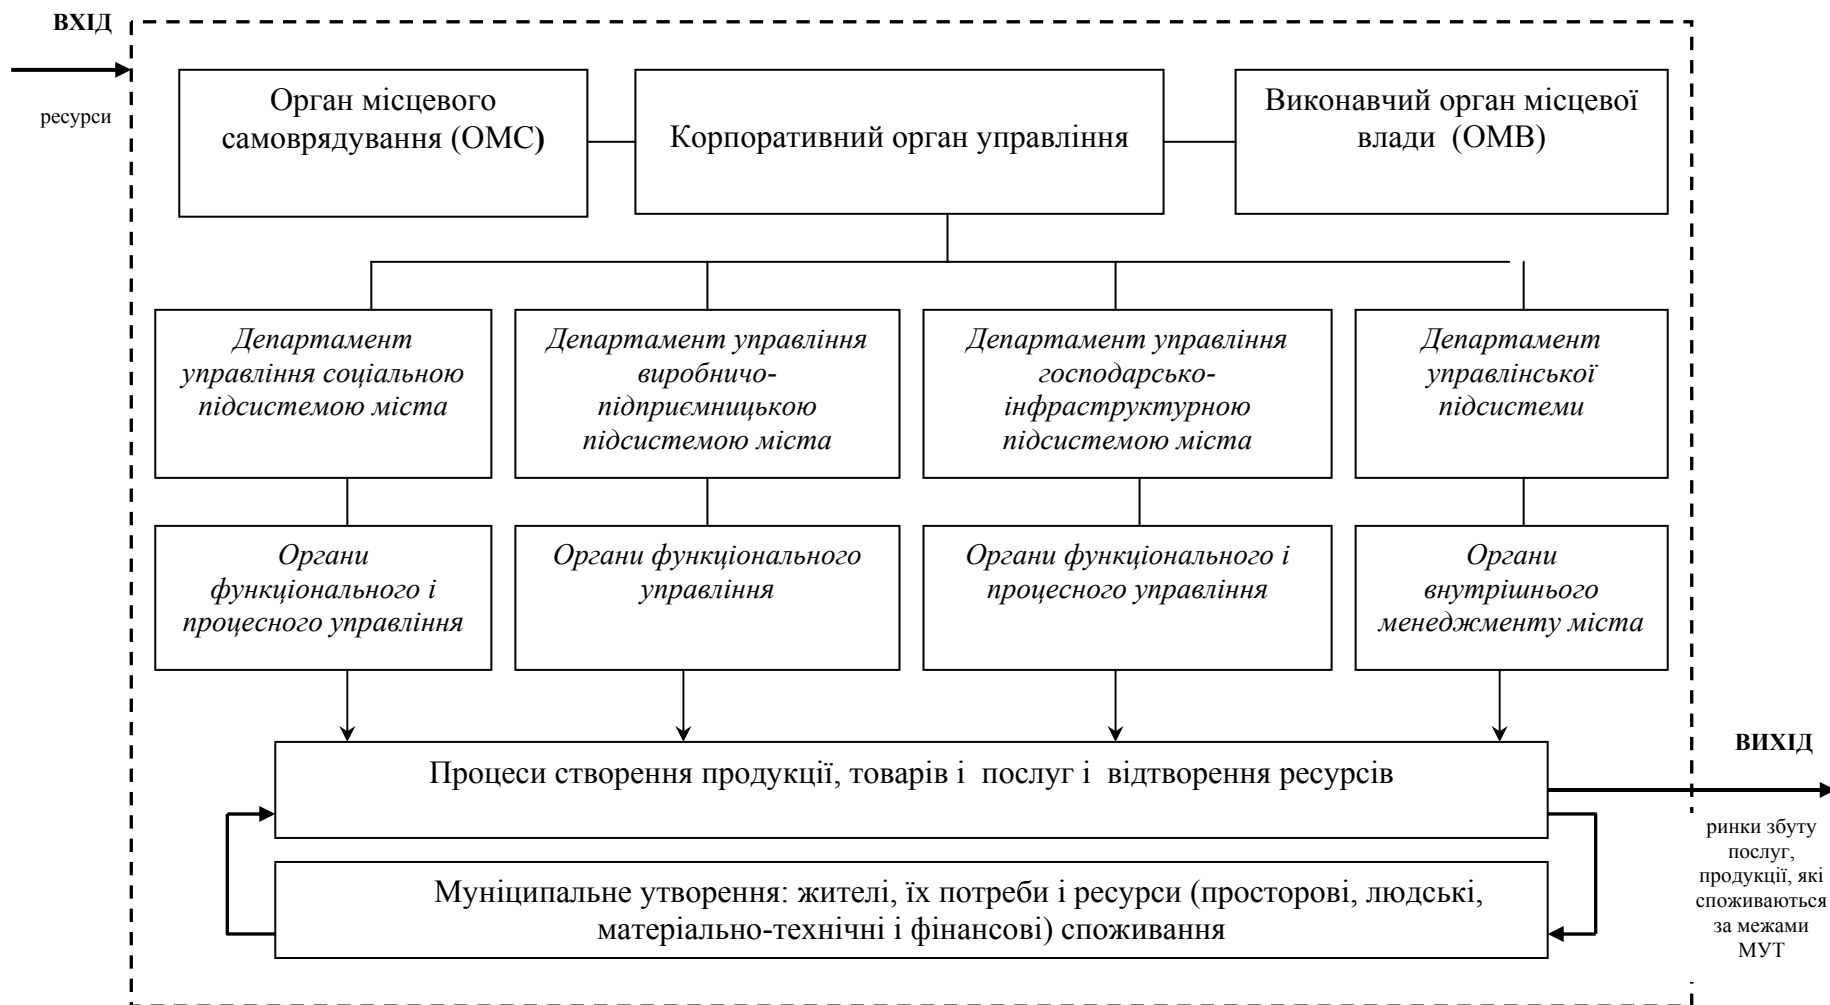 ВХІД
ресурси
Орган місцевого
самоврядування (ОМС)
Корпоративний орган управління
Виконавчий орган місцевої
влади (ОМВ)
Департамент
управління соціальною
підсистемою міста
Департамент управління
виробничо-
підприємницькою
підсистемою міста
Департамент управління
господарсько-
інфраструктурною
підсистемою міста
Департамент
управлінської
підсистеми
Органи
функціонального і
процесного управління
Органи функціонального
управління
Органи функціонального і
процесного управління
Органи
внутрішнього
менеджменту міста
Процеси створення продукції, товарів і послуг і відтворення ресурсів
ВИХІД
ринки збуту
послуг,
продукції, які
споживаються
за межами
МУТ
Муніципальне утворення: жителі, їх потреби і ресурси (просторові, людські,
матеріально-технічні і фінансові) споживання